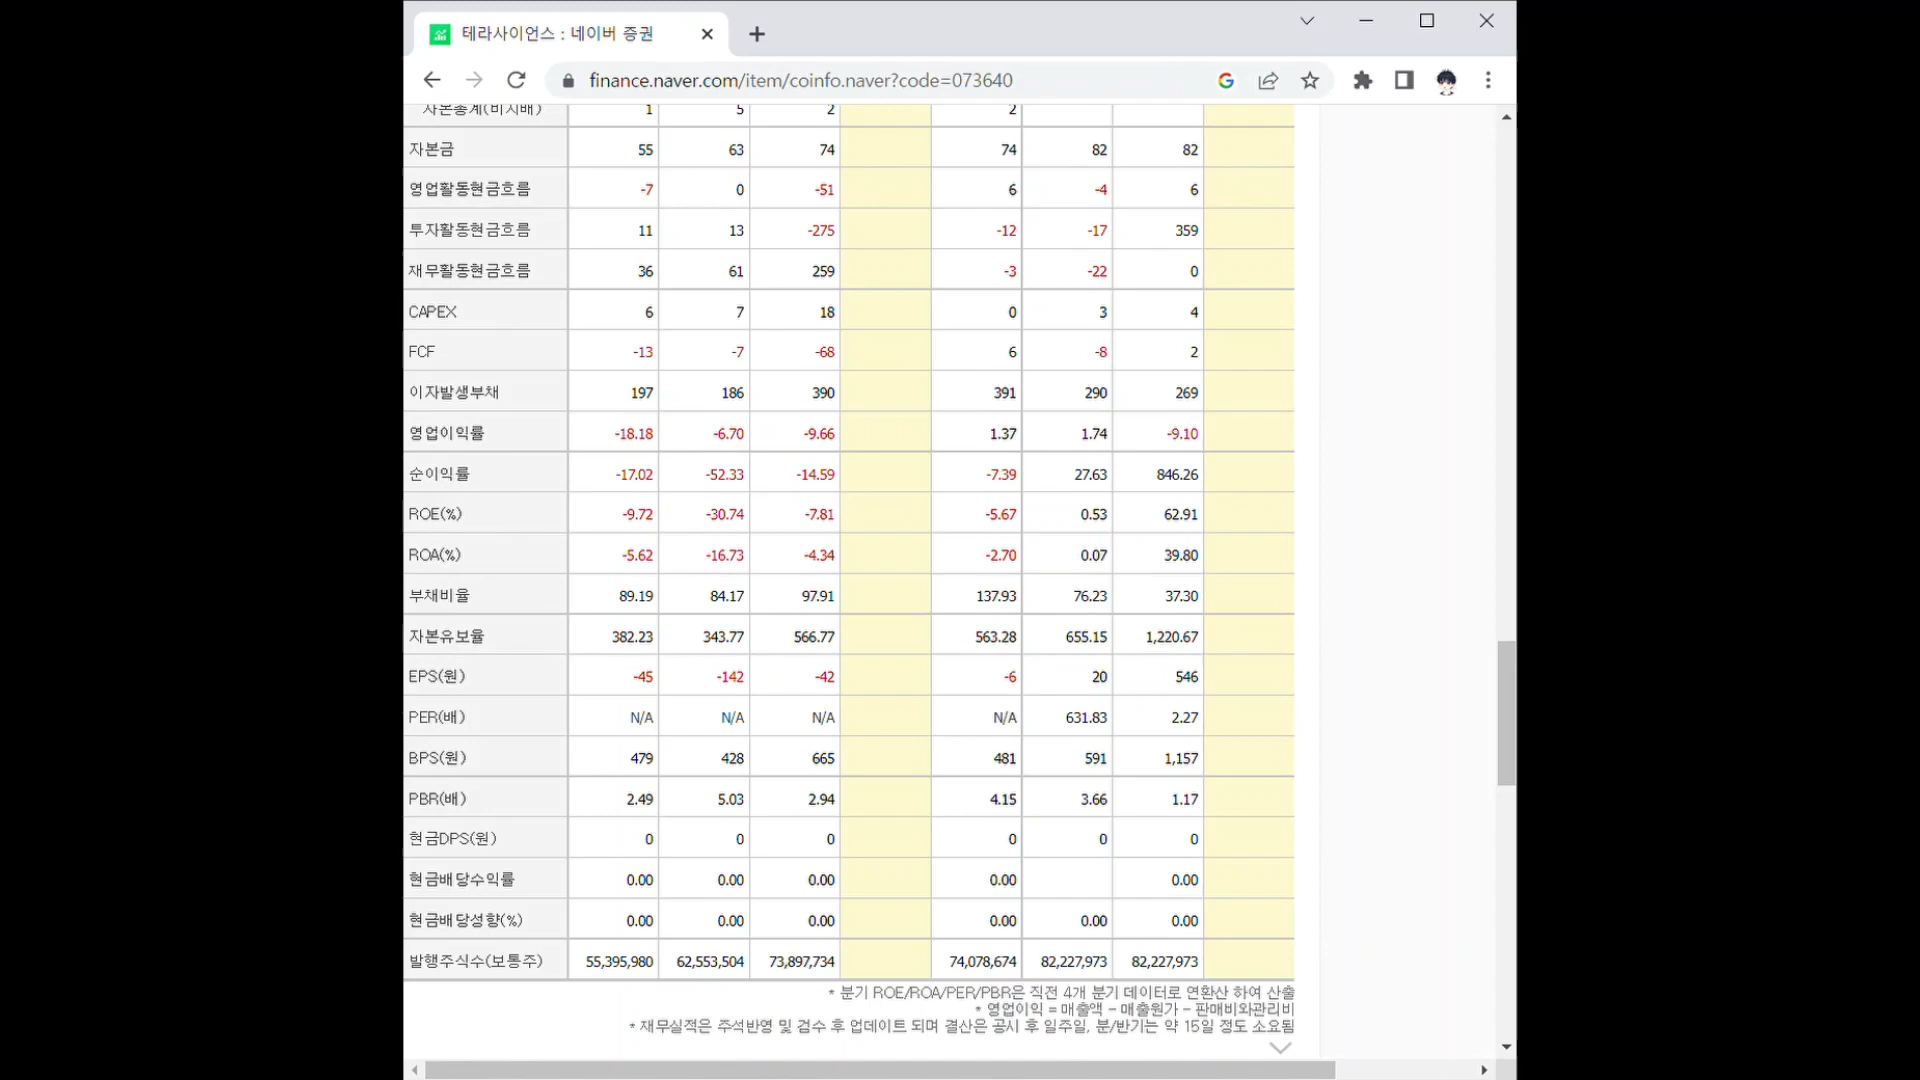 테라사이언스 : 네이버 증권
finance.naver.com/item/coinfo.naver?code=073640
자본총계(비지배) 1 5 2 2
자본금 55 63 74 74 82 82
영업활동현금흐름 -7 0 -51 6 -4 6
투자활동현금흐름 11 13 -275 -12 -17 359
재무활동현금흐름 36 61 259 -3 -22 0
CAPEX 6 7 18 0 3 4
FCF -13 -7 -68 6 -8 2
이자발생부채 197 186 390 391 290 269
영업이익률 -18.18 -6.70 -9.66 1.37 1.74 -9.10
순이익률 -17.02 -52.33 -14.59 -7.39 27.63 846.26
ROE(%) -9.72 -30.74 -7.81 -5.67 0.53 62.91
ROA(%) -5.62 -16.73 -4.34 -2.70 0.07 39.80
부채비율 89.19 84.17 97.91 137.93 76.23 37.30
자본유보율 382.23 343.77 566.77 563.28 655.15 1,220.67
EPS(원) -45 -142 -42 -6 20 546
PER(배) N/A N/A N/A N/A 631.83 2.27
BPS(원) 479 428 665 481 591 1,157
PBR(배) 2.49 5.03 2.94 4.15 3.66 1.17
현금DPS(원) 0 0 0 0 0 0
현금배당수익률 0.00 0.00 0.00 0.00 0.00
현금배당성향(%) 0.00 0.00 0.00 0.00 0.00 0.00
발행주식수(보통주) 55,395,980 62,553,504 73,897,734 74,078,674 82,227,973 82,227,973
* 분기 ROE/ROA/PER/PBR은 직전 4개 분기 데이터로 연환산 하여 산출
* 영업이익 = 매출액 - 매출원가 - 판매비와관리비
* 재무실적은 주석반영 및 검수 후 업데이트 되며 결산은 공시 후 일주일, 분/반기는 약 15일 정도 소요됨